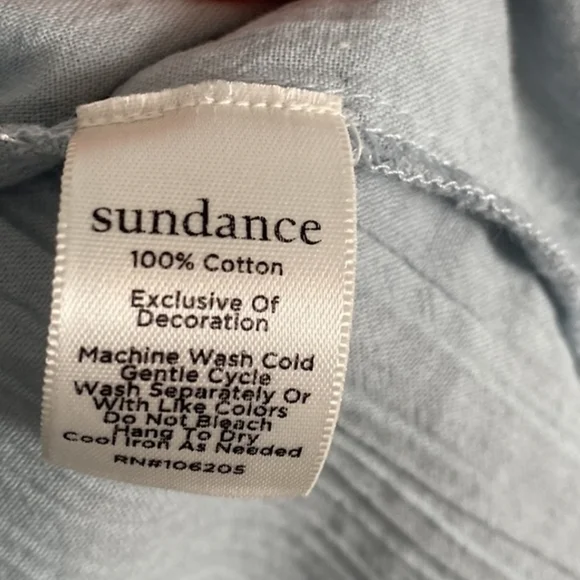 sundance
100% Cotton
Exclusive Of
Decoration
Machine Wash Cold
Gentle Cycle
Wash Separately Or
With Like Colors
Do Not Bleach
Hang To Dry
Cool Iron As Needed
RN#106205